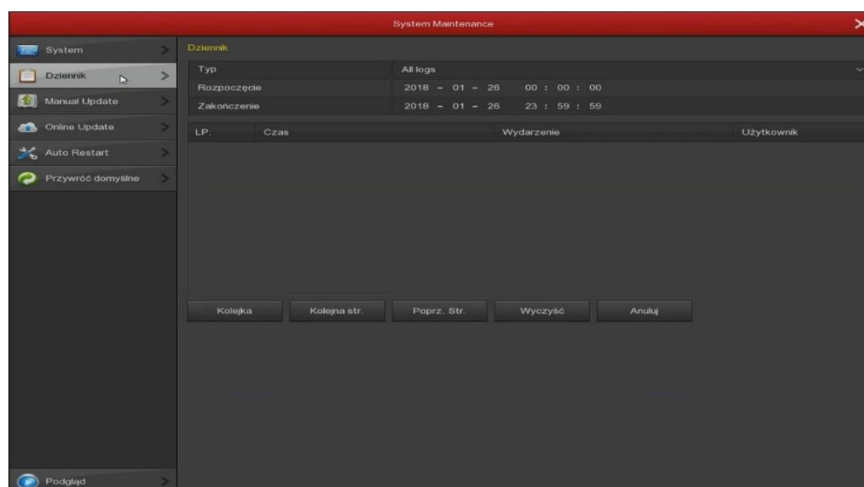 System Maintenance
System
Dziennik
Manual Update
Online Update
Auto Restart
Przywróć domyślne
Podgląd
Dziennik
Typ All logs
Rozpoczęcie 2018 - 01 - 26 00 : 00 : 00
Zakończenie 2018 - 01 - 26 23 : 59 : 59
LP. Czas Wydarzenie Użytkownik
Kolejka Kolejna str. Poprz. Str. Wyczyść Anuluj